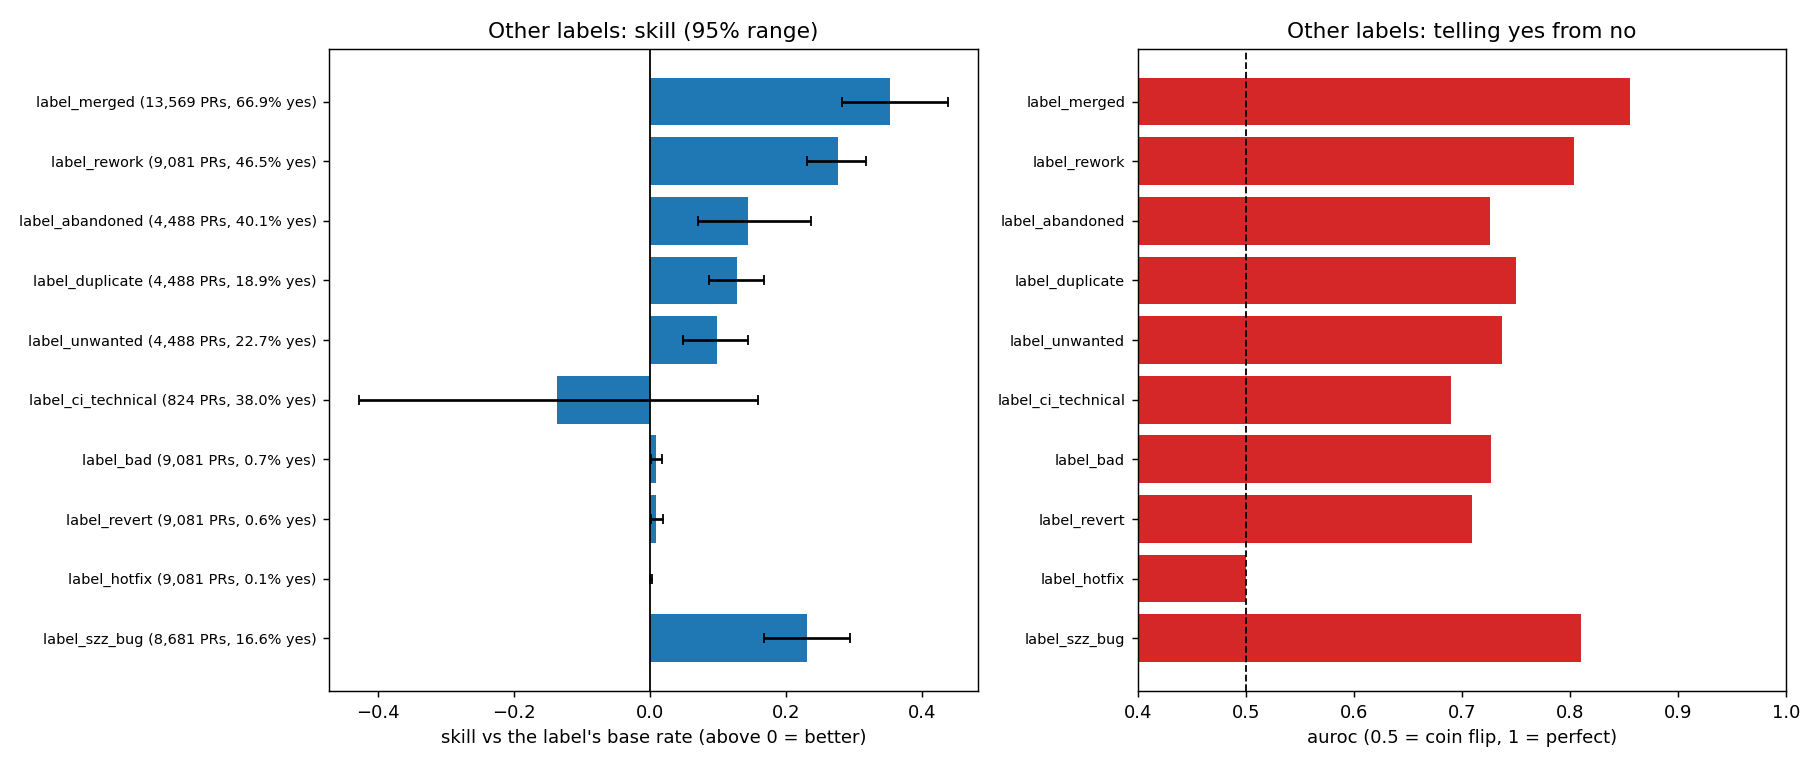 Other labels: skill (95% range)
label_merged (13,569 PRs, 66.9% yes)
label_rework (9,081 PRs, 46.5% yes)
label_abandoned (4,488 PRs, 40.1% yes)
label_duplicate (4,488 PRs, 18.9% yes)
label_unwanted (4,488 PRs, 22.7% yes)
label_ci_technical (824 PRs, 38.0% yes)
label_bad (9,081 PRs, 0.7% yes)
label_revert (9,081 PRs, 0.6% yes)
label_hotfix (9,081 PRs, 0.1% yes)
label_szz_bug (8,681 PRs, 16.6% yes)
−0.4 −0.2 0.0 0.2 0.4
skill vs the label's base rate (above 0 = better)
Other labels: telling yes from no
label_merged
label_rework
label_abandoned
label_duplicate
label_unwanted
label_ci_technical
label_bad
label_revert
label_hotfix
label_szz_bug
0.4 0.5 0.6 0.7 0.8 0.9 1.0
auroc (0.5 = coin flip, 1 = perfect)